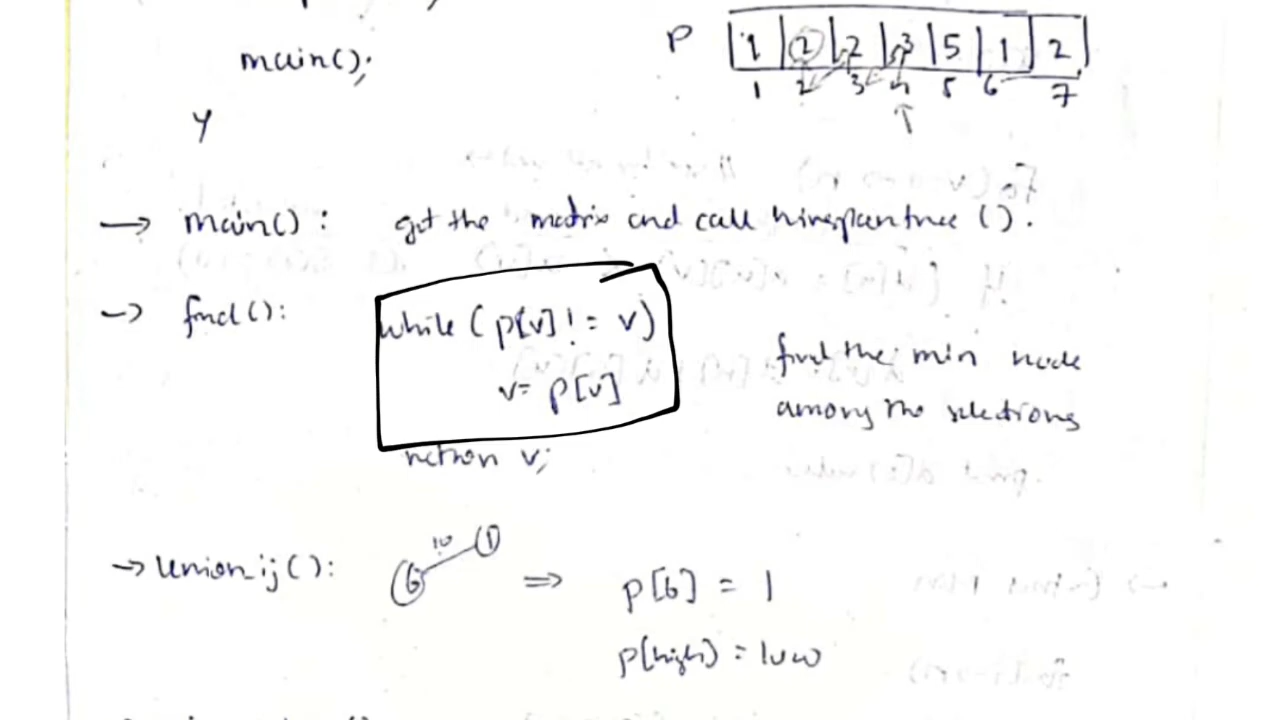 main();
P 1 2 2 3 5 1 2
1 2 3 4 5 6 7
y
→ main() : get the matrix and call ().
→ find(): while (p[v] != v)
v= p[v]
return v;
find the min node
among the selections
→ Union ij(): 6 10 1 ⇒ p[6] = 1
p(high) = low